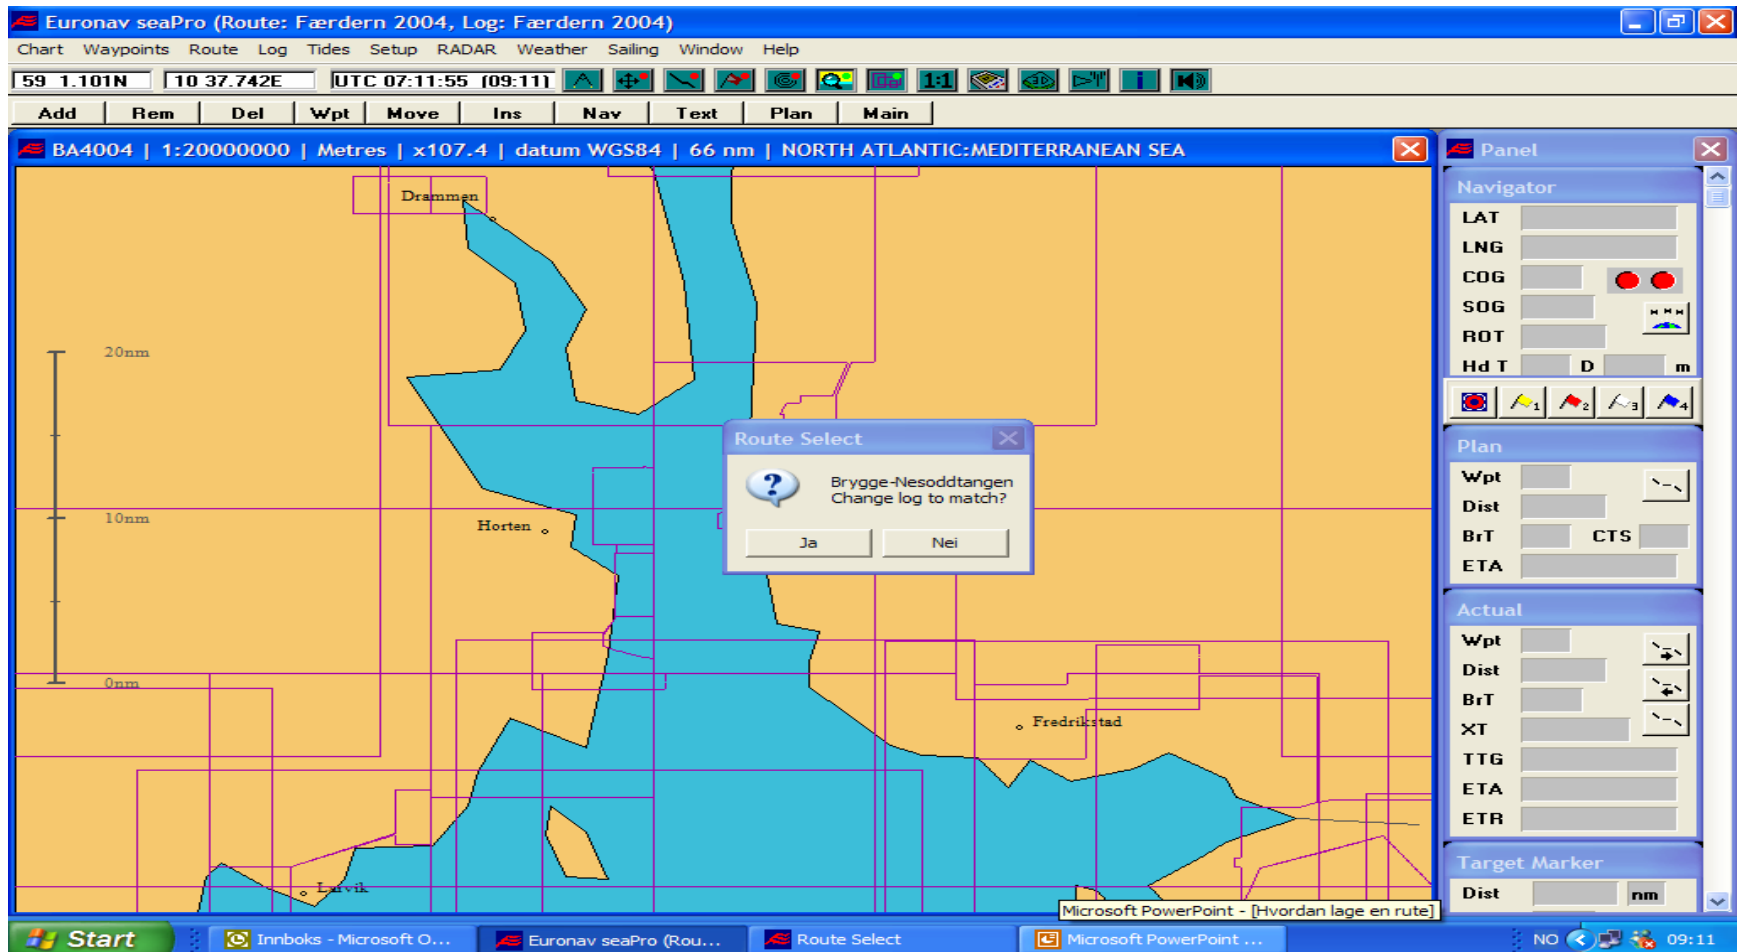 Euronav seaPro (Route: Færdern 2004, Log: Færdern 2004)
Chart Waypoints Route Log Tides Setup RADAR Weather Sailing Window Help
59 1.101N 10 37.742E UTC 07:11:55 (09:11) 1:1
Add Rem Del Wpt Move Ins Nav Text Plan Main
BA4004 | 1:20000000 | Metres | x107.4 | datum WGS84 | 66 nm | NORTH ATLANTIC:MEDITERRANEAN SEA
Drammen
20nm
10nm
0nm
Horten
Fredrikstad
Larvik
Route Select
Brygge-Nesoddtangen
Change log to match?
Ja Nei
Panel
Navigator
LAT
LNG
COG
SOG
ROT
Hd T D m
1 2 3 4
Plan
Wpt
Dist
BrT CTS
ETA
Actual
Wpt
Dist
BrT
XT
TTG
ETA
ETR
Target Marker
Dist nm
Microsoft PowerPoint - [Hvordan lage en rute]
Start Innboks - Microsoft O... Euronav seaPro (Rou... Route Select Microsoft PowerPoint ... NO 09:11